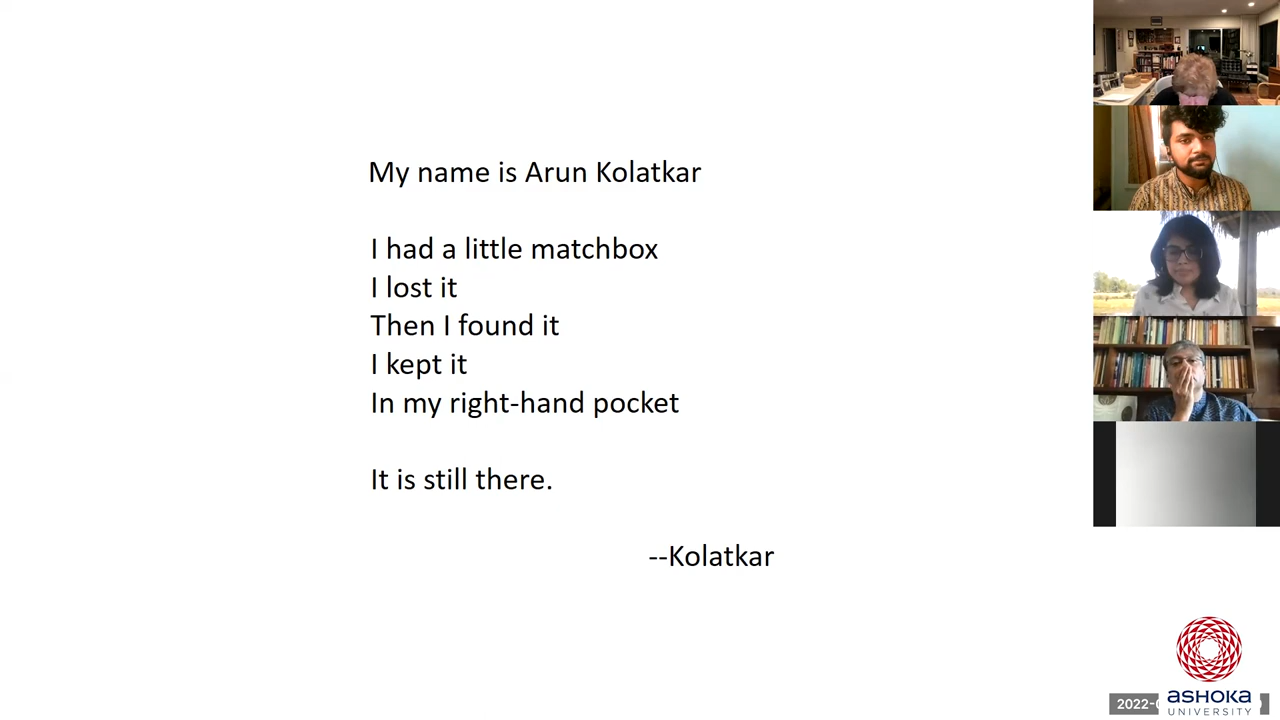 My name is Arun Kolatkar
I had a little matchbox
I lost it
Then I found it
I kept it
In my right-hand pocket
It is still there.
--Kolatkar
ASHOKA
UNIVERSITY